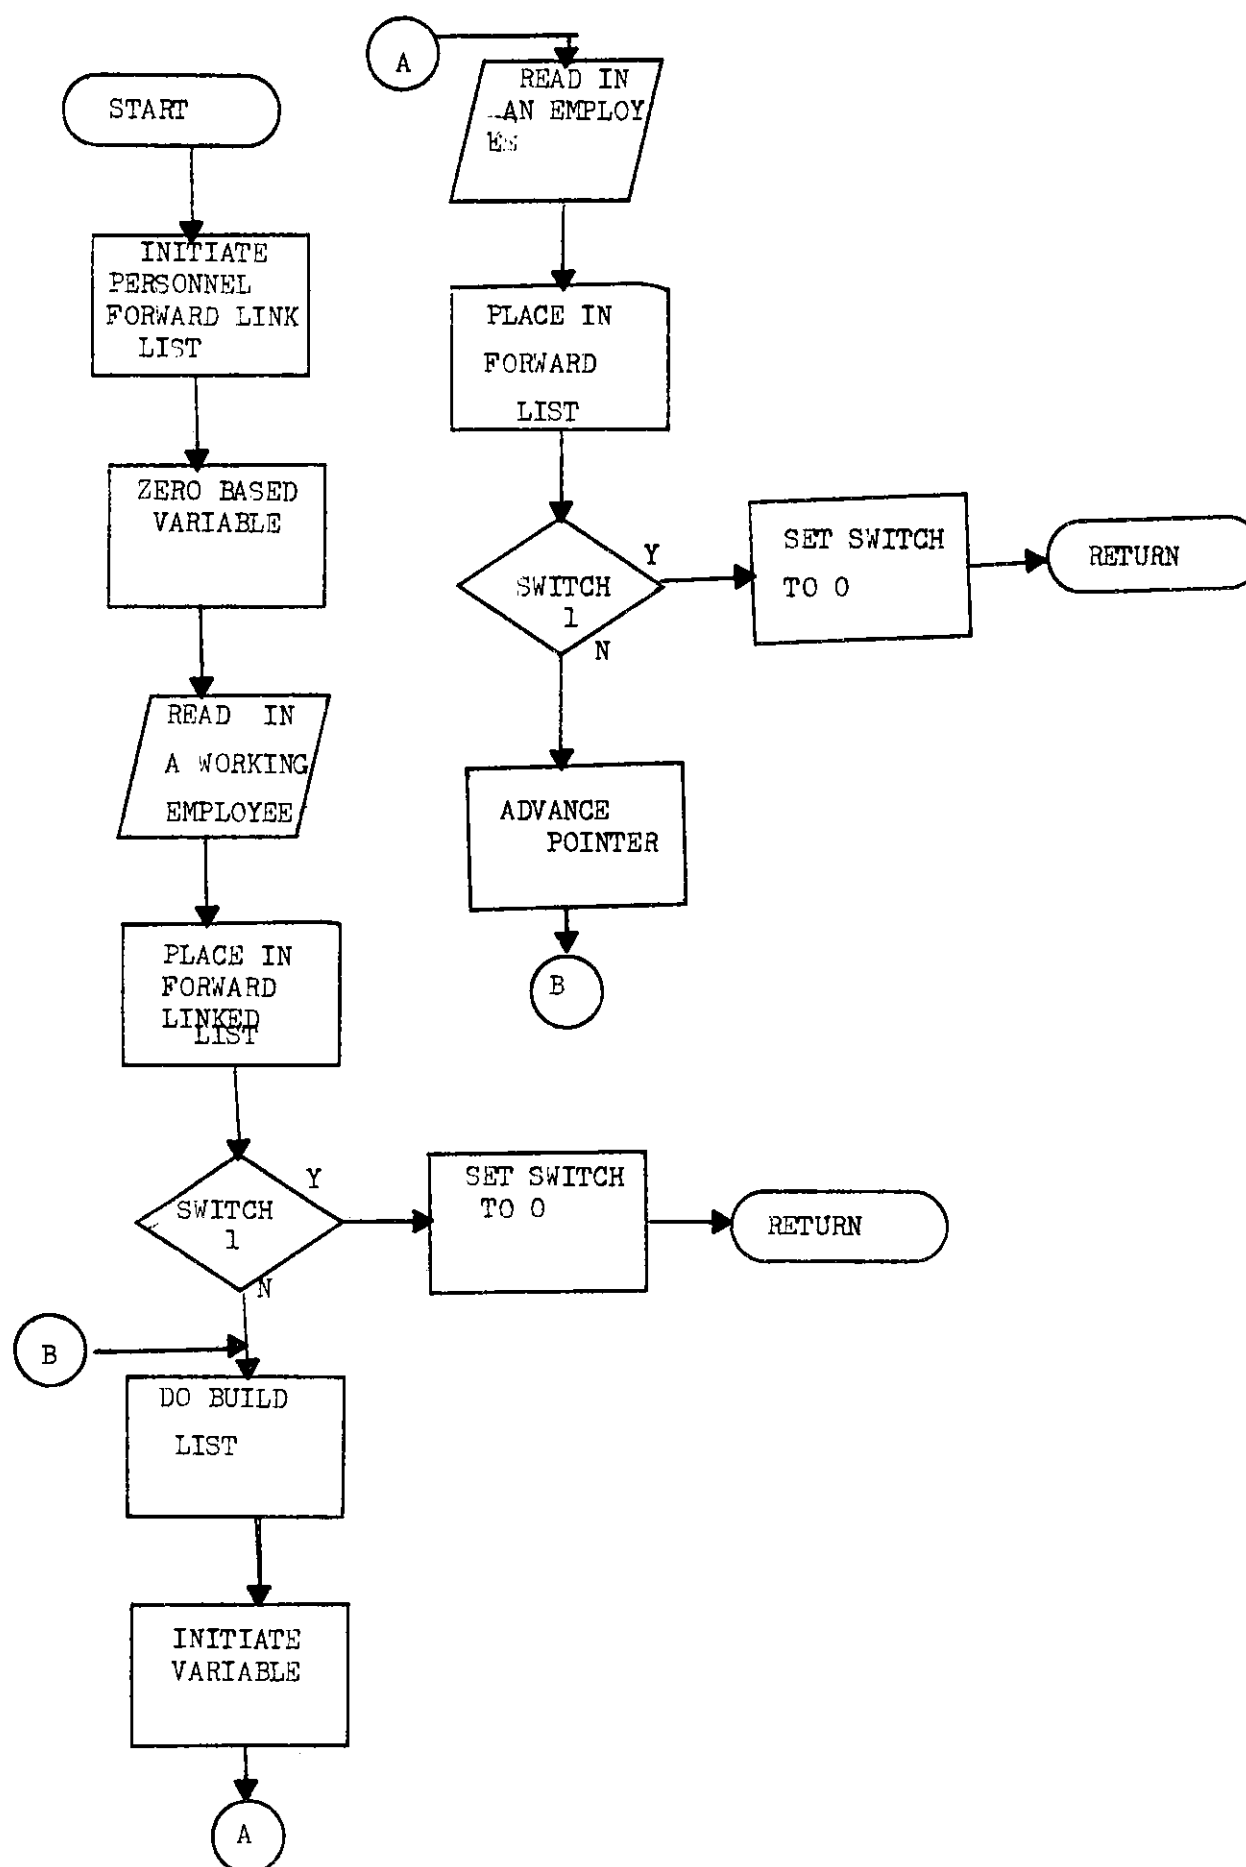 START
INITIATE
PERSONNEL
FORWARD LINK
LIST
ZERO BASED
VARIABLE
READ IN
A WORKING
EMPLOYEE
PLACE IN
FORWARD
LINKED
LIST
SWITCH
1
Y
N
SET SWITCH
TO 0
RETURN
B
DO BUILD
LIST
INITIATE
VARIABLE
A
A
READ IN
AN EMPLOY
PLACE IN
FORWARD
LIST
SWITCH
1
Y
N
SET SWITCH
TO 0
RETURN
ADVANCE
POINTER
B